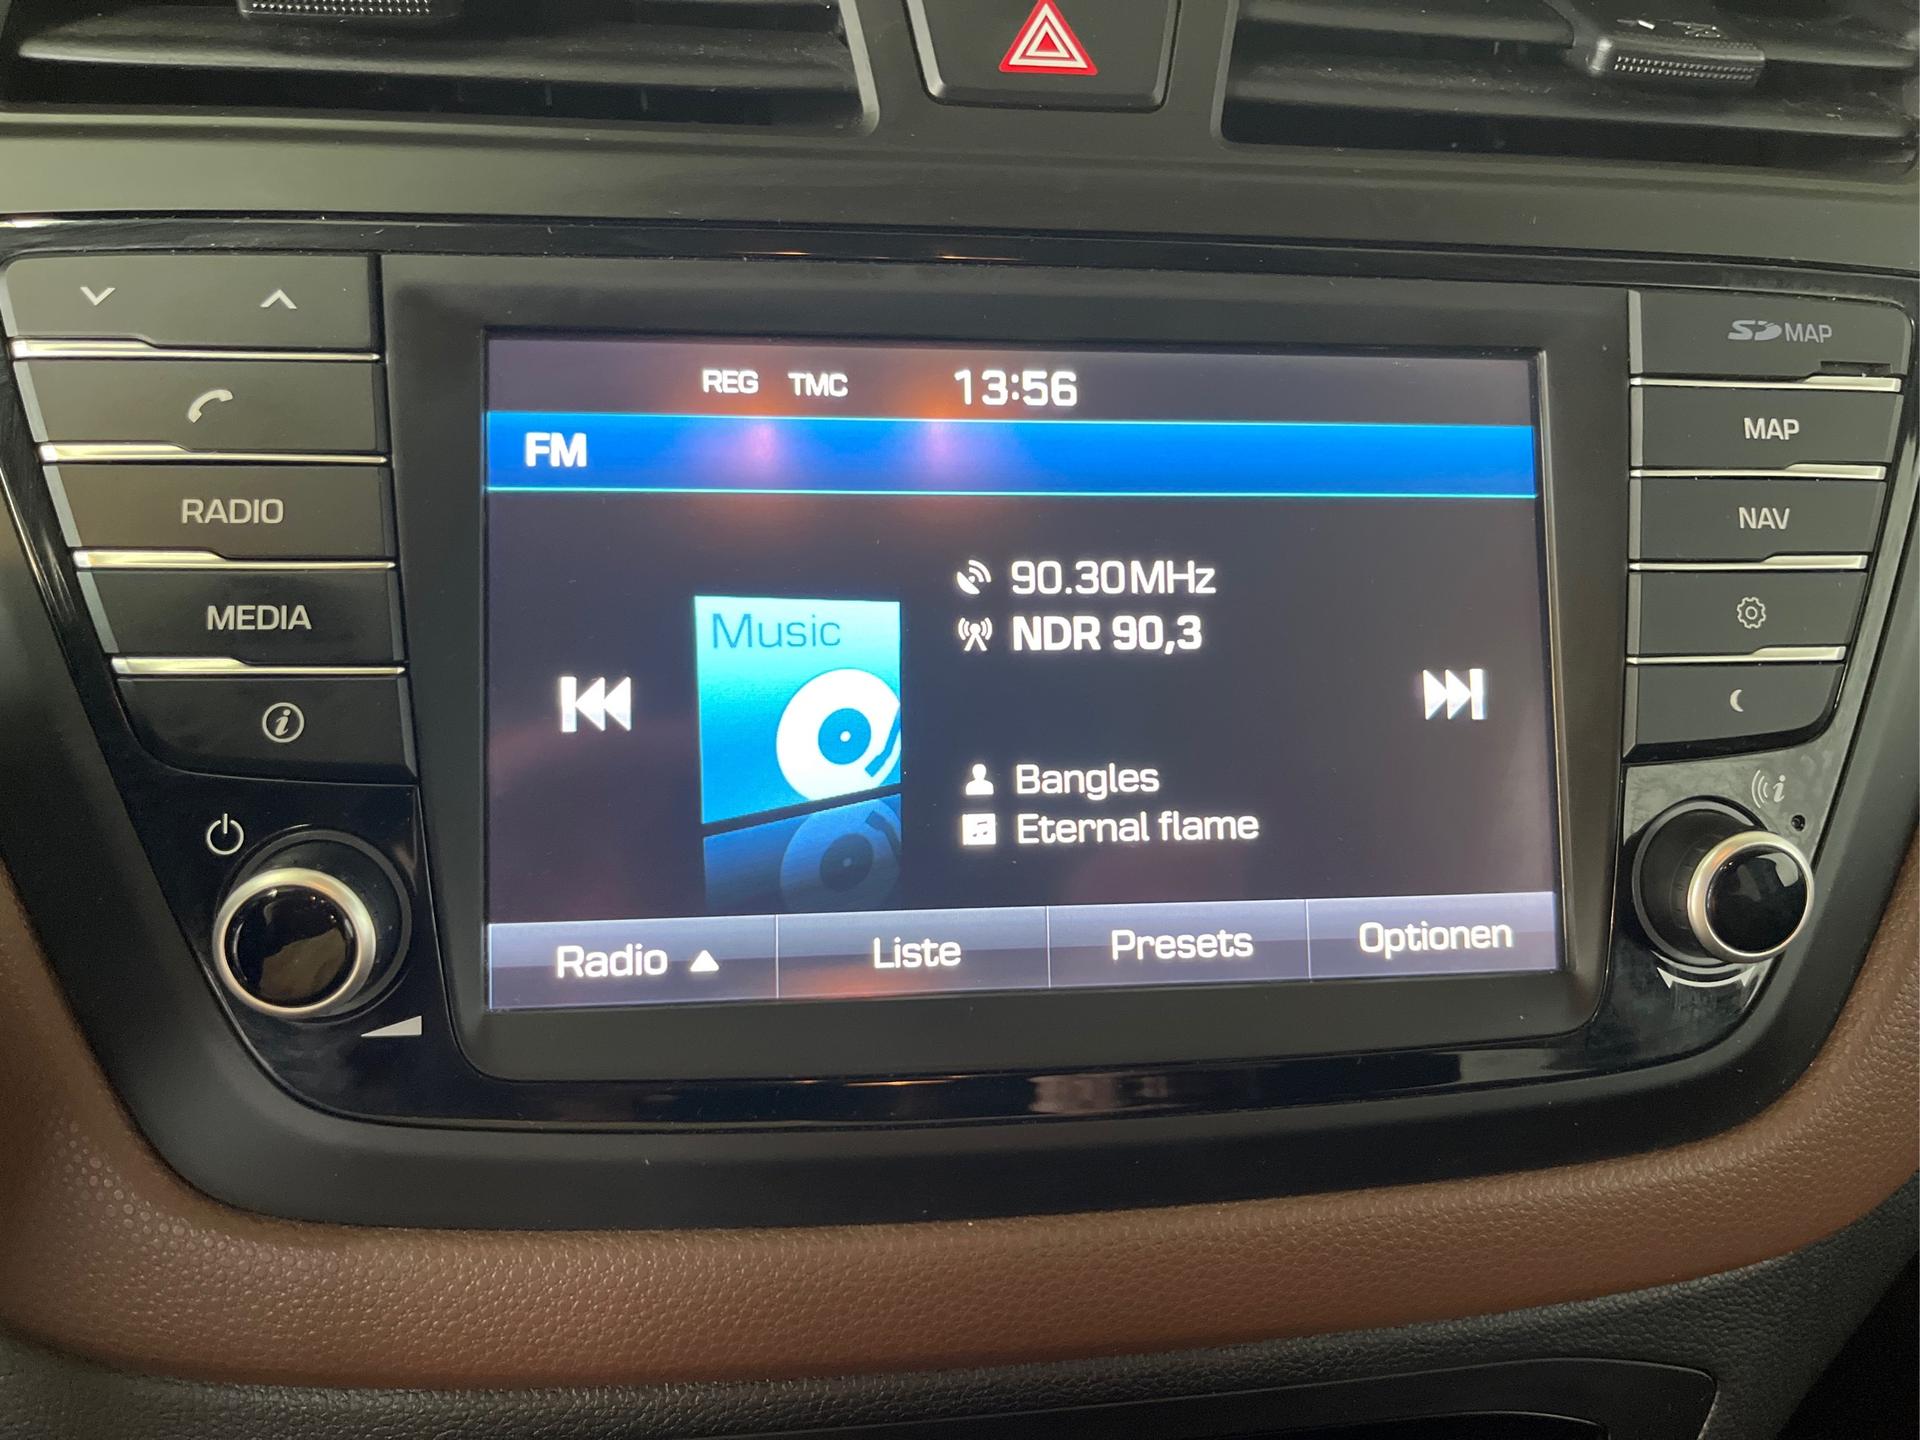 REG TMC 13:56
FM
90.30MHz
NDR 90,3
Music
Bangles
Eternal flame
Radio ▲ Liste Presets Optionen
RADIO
MEDIA
i
SD MAP
MAP
NAV
i